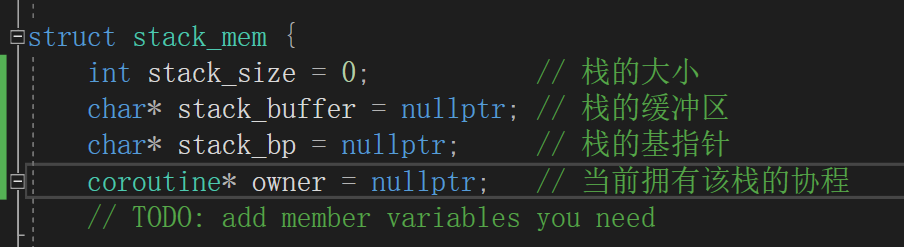 struct stack_mem {
int stack_size = 0; // 栈的大小
char* stack_buffer = nullptr; // 栈的缓冲区
char* stack_bp = nullptr; // 栈的基指针
coroutine* owner = nullptr; // 当前拥有该栈的协程
// TODO: add member variables you need